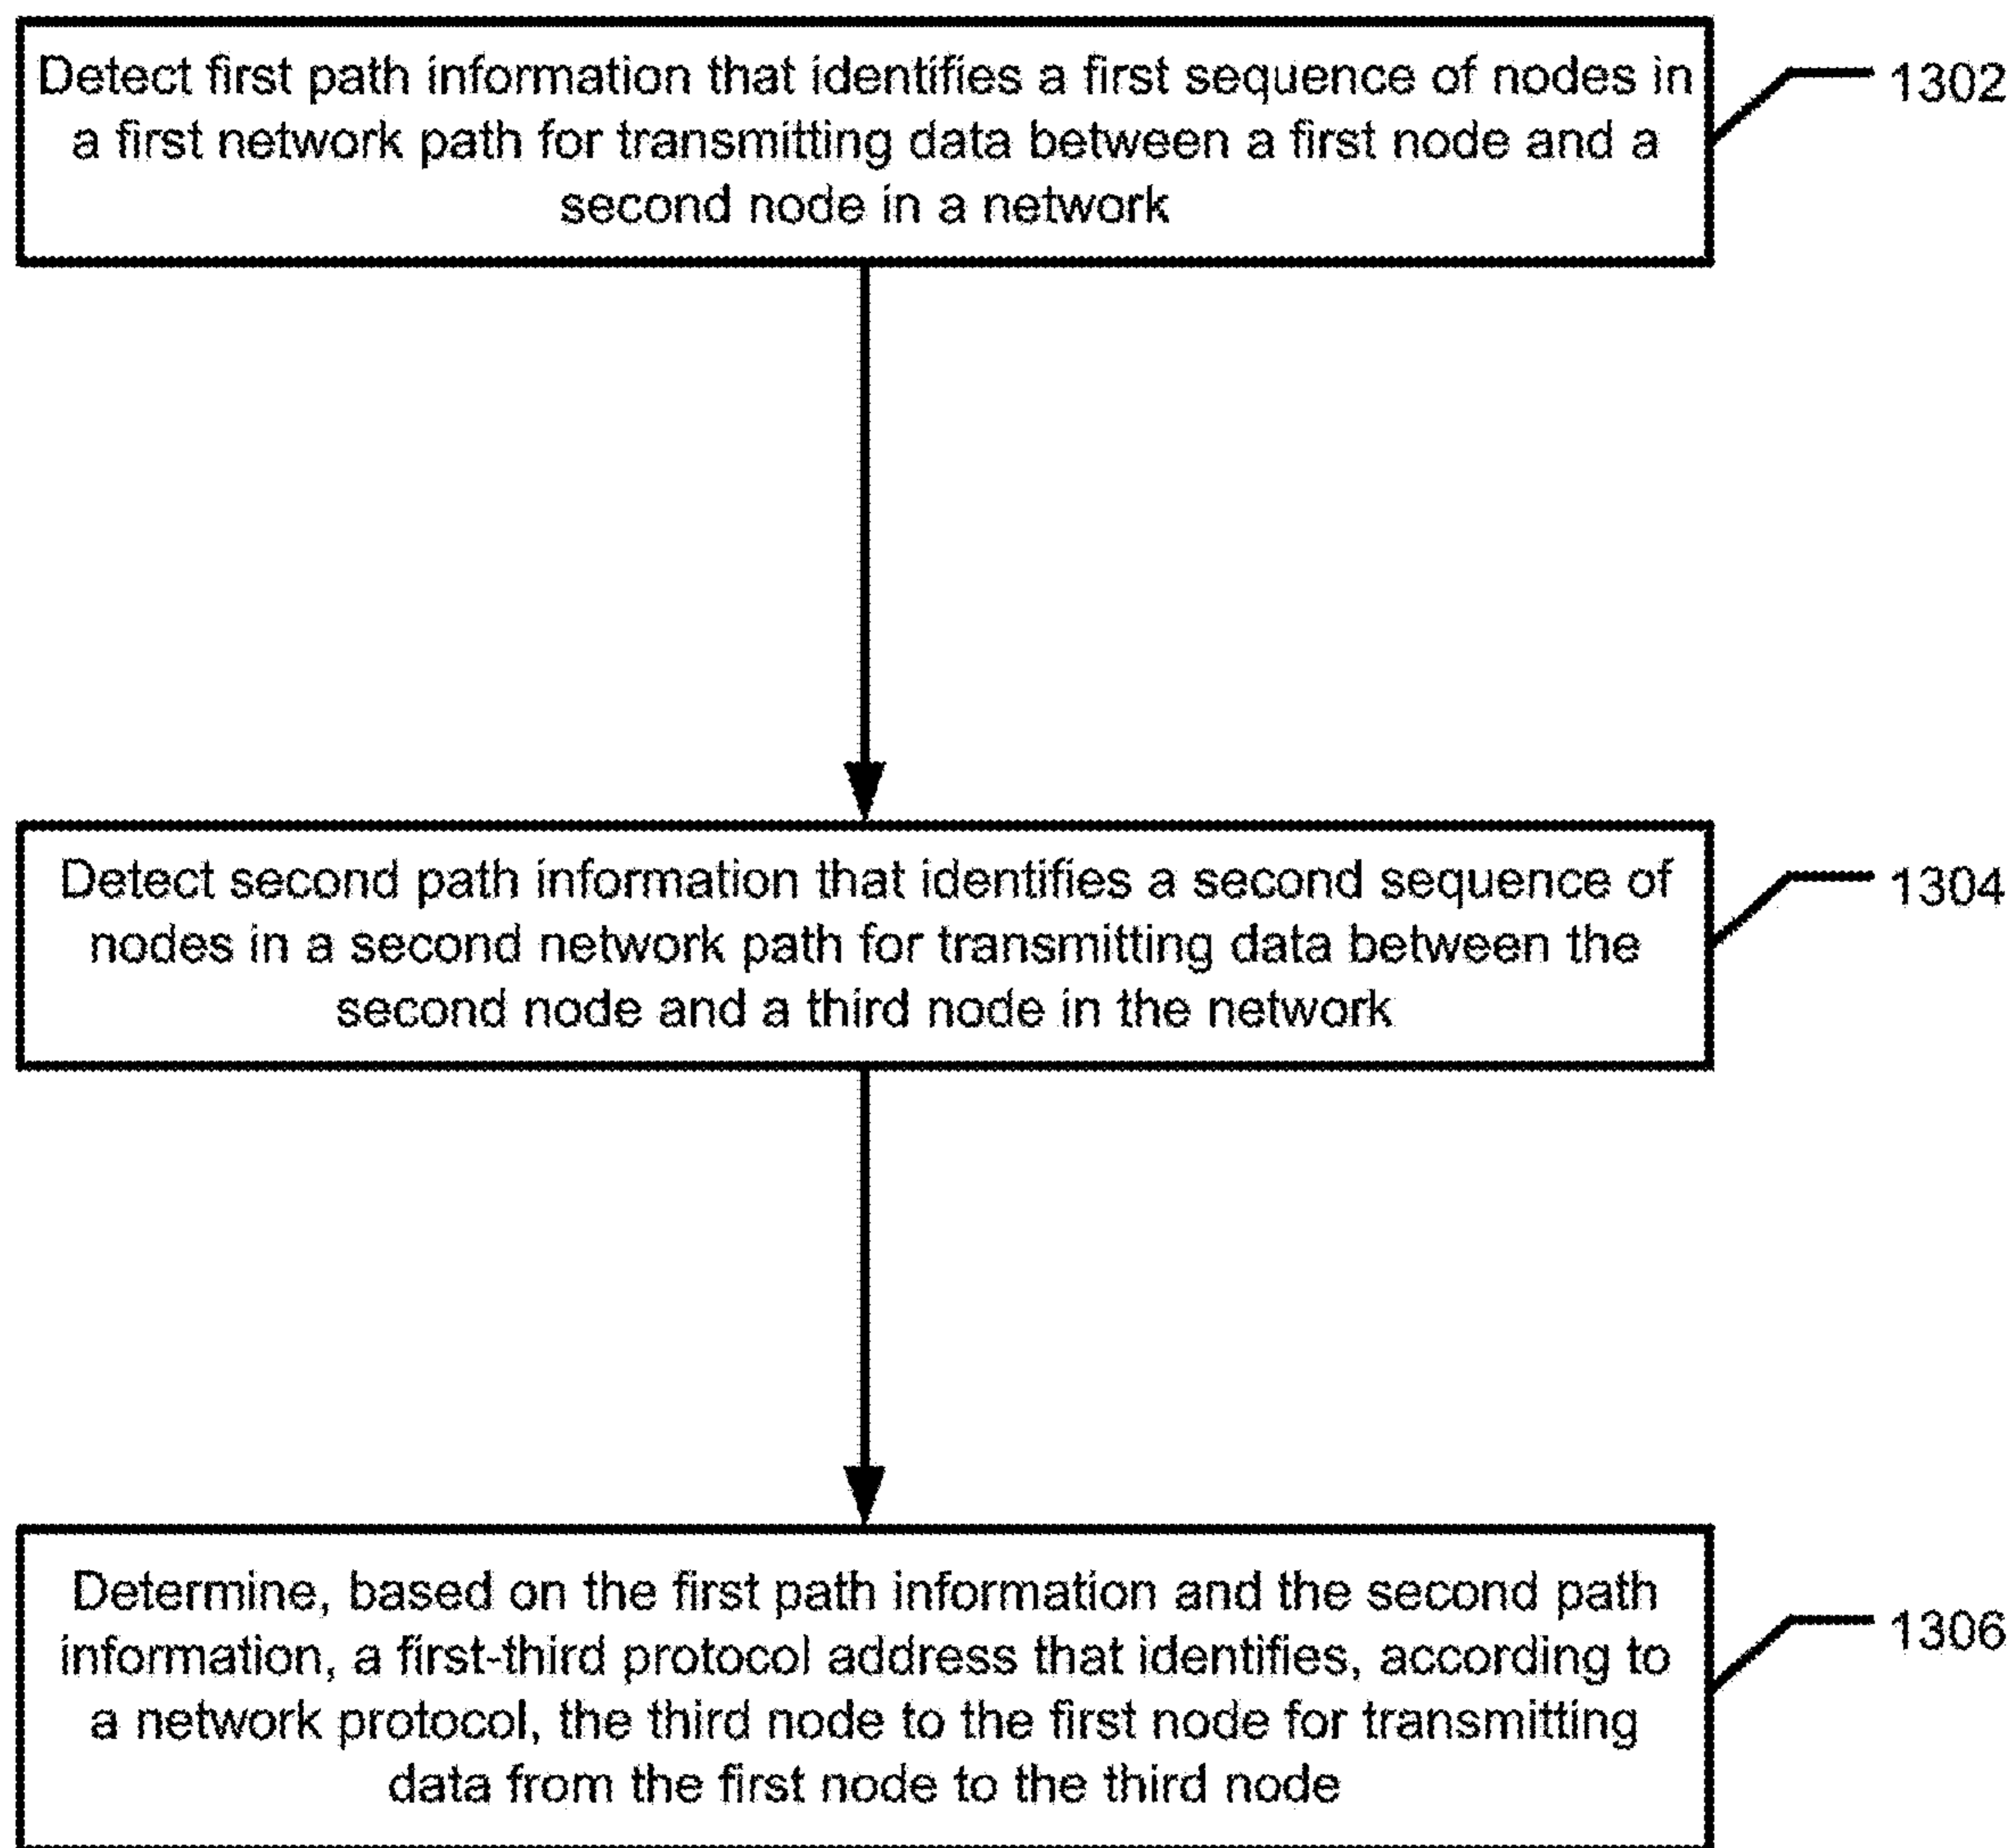 Detect first path information that identifies a first sequence of nodes in
a first network path for transmitting data between a first node and a
second node in a network
1302
Detect second path information that identifies a second sequence of
nodes in a second network path for transmitting data between the
second node and a third node in the network
1304
Determine, based on the first path information and the second path
information, a first-third protocol address that identifies, according to
a network protocol, the third node to the first node for transmitting
data from the first node to the third node
1306